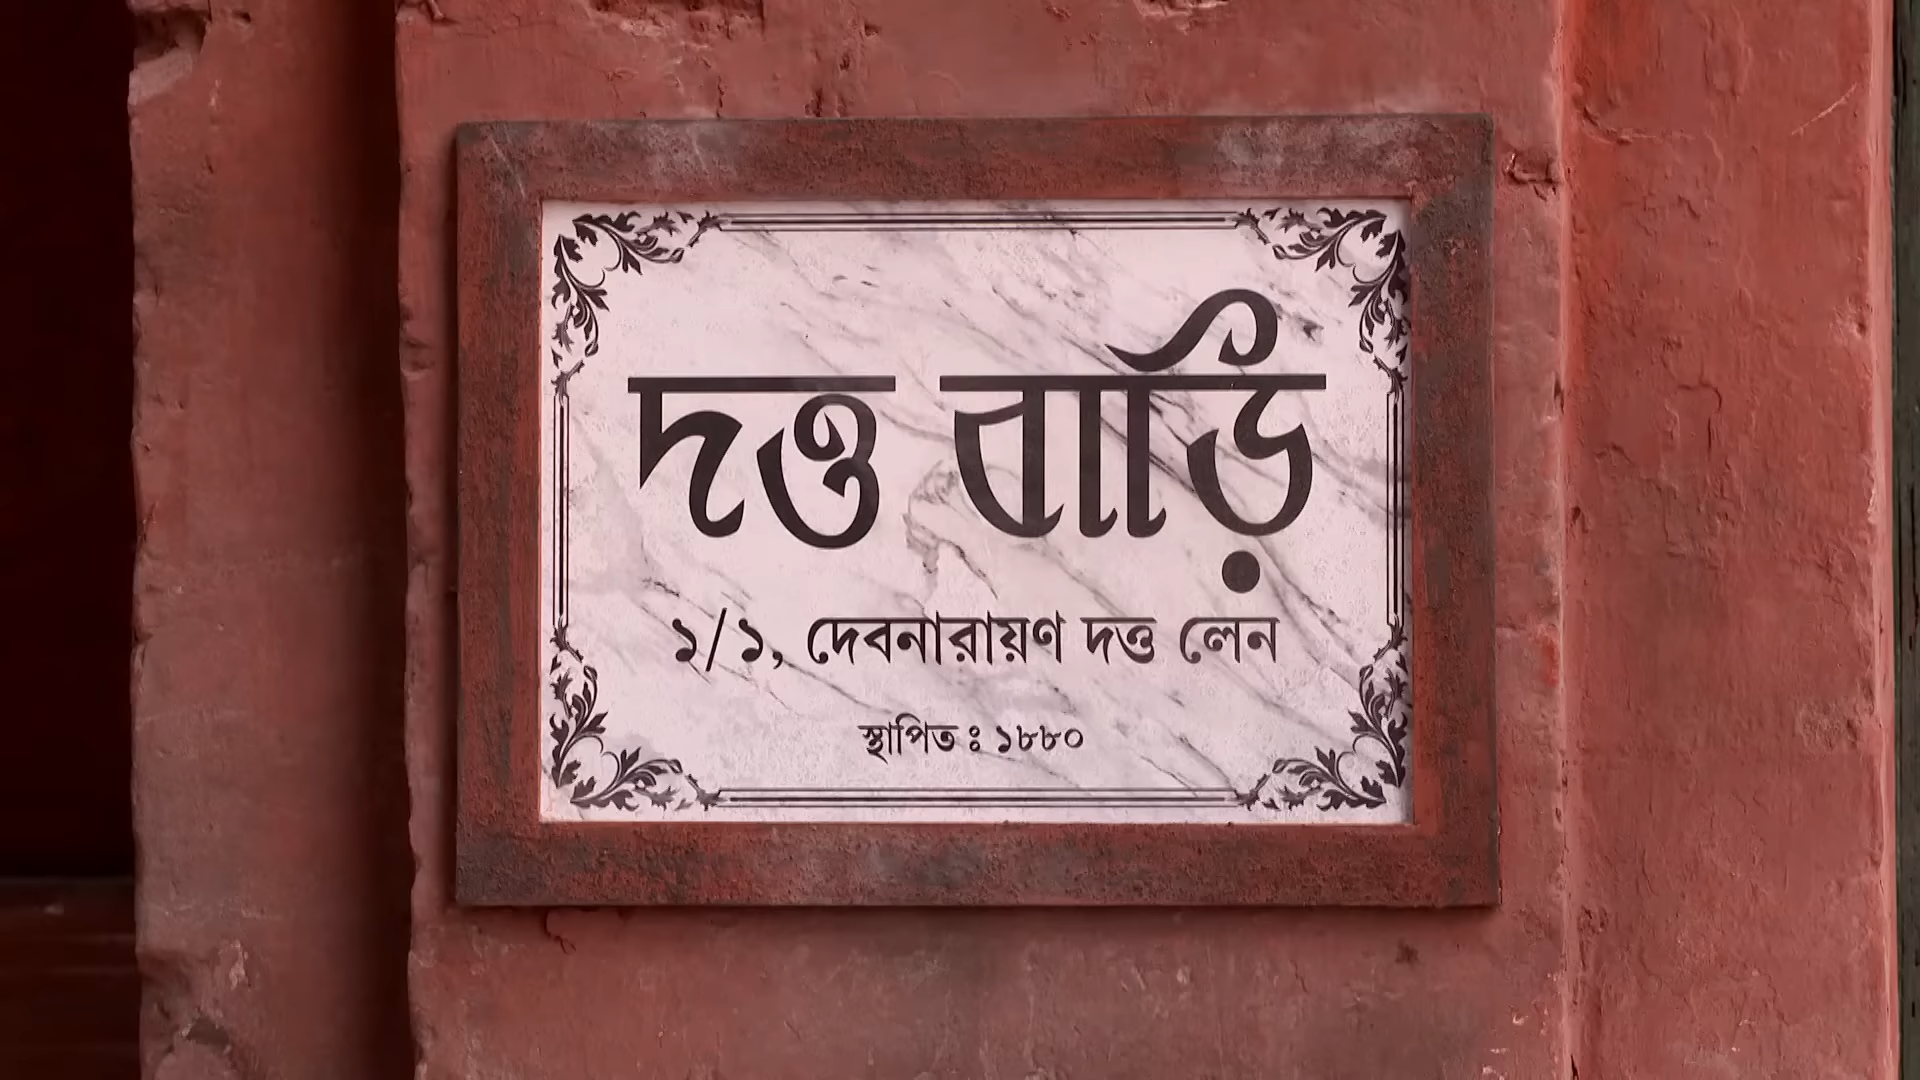 দত্ত বাড়ি
১/১, দেবনারায়ণ দত্ত লেন
স্থাপিত ঃ ১৮৮০